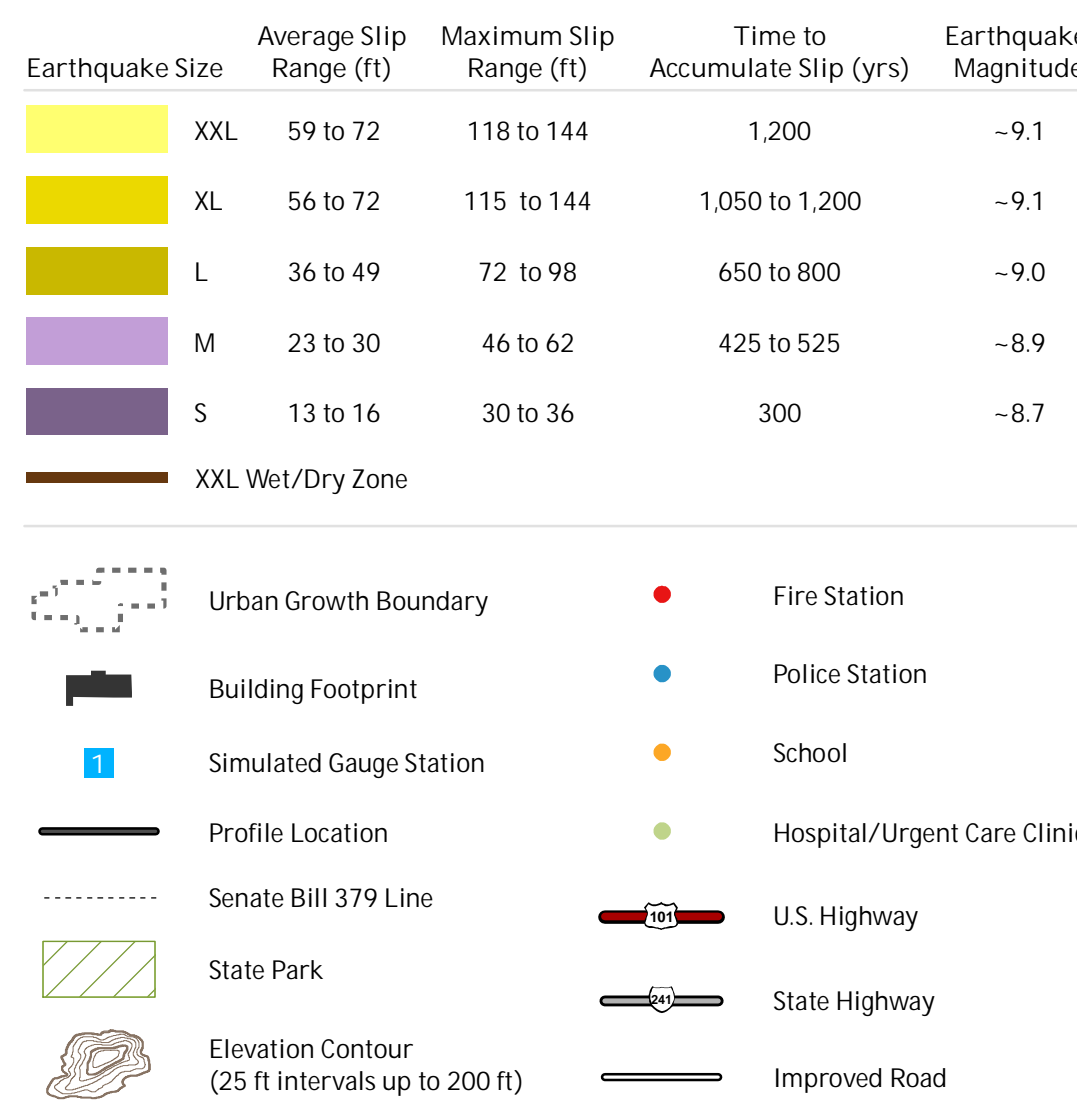 Earthquake Size Average Slip Range (ft) Maximum Slip Range (ft) Time to Accumulate Slip (yrs) Earthquake Magnitude
XXL 59 to 72 118 to 144 1,200 ~9.1
XL 56 to 72 115 to 144 1,050 to 1,200 ~9.1
L 36 to 49 72 to 98 650 to 800 ~9.0
M 23 to 30 46 to 62 425 to 525 ~8.9
S 13 to 16 30 to 36 300 ~8.7
XXL Wet/Dry Zone
Urban Growth Boundary
Building Footprint
1 Simulated Gauge Station
Profile Location
Senate Bill 379 Line
State Park
Elevation Contour
(25 ft intervals up to 200 ft)
Fire Station
Police Station
School
Hospital/Urgent Care Clinic
101 U.S. Highway
241 State Highway
Improved Road